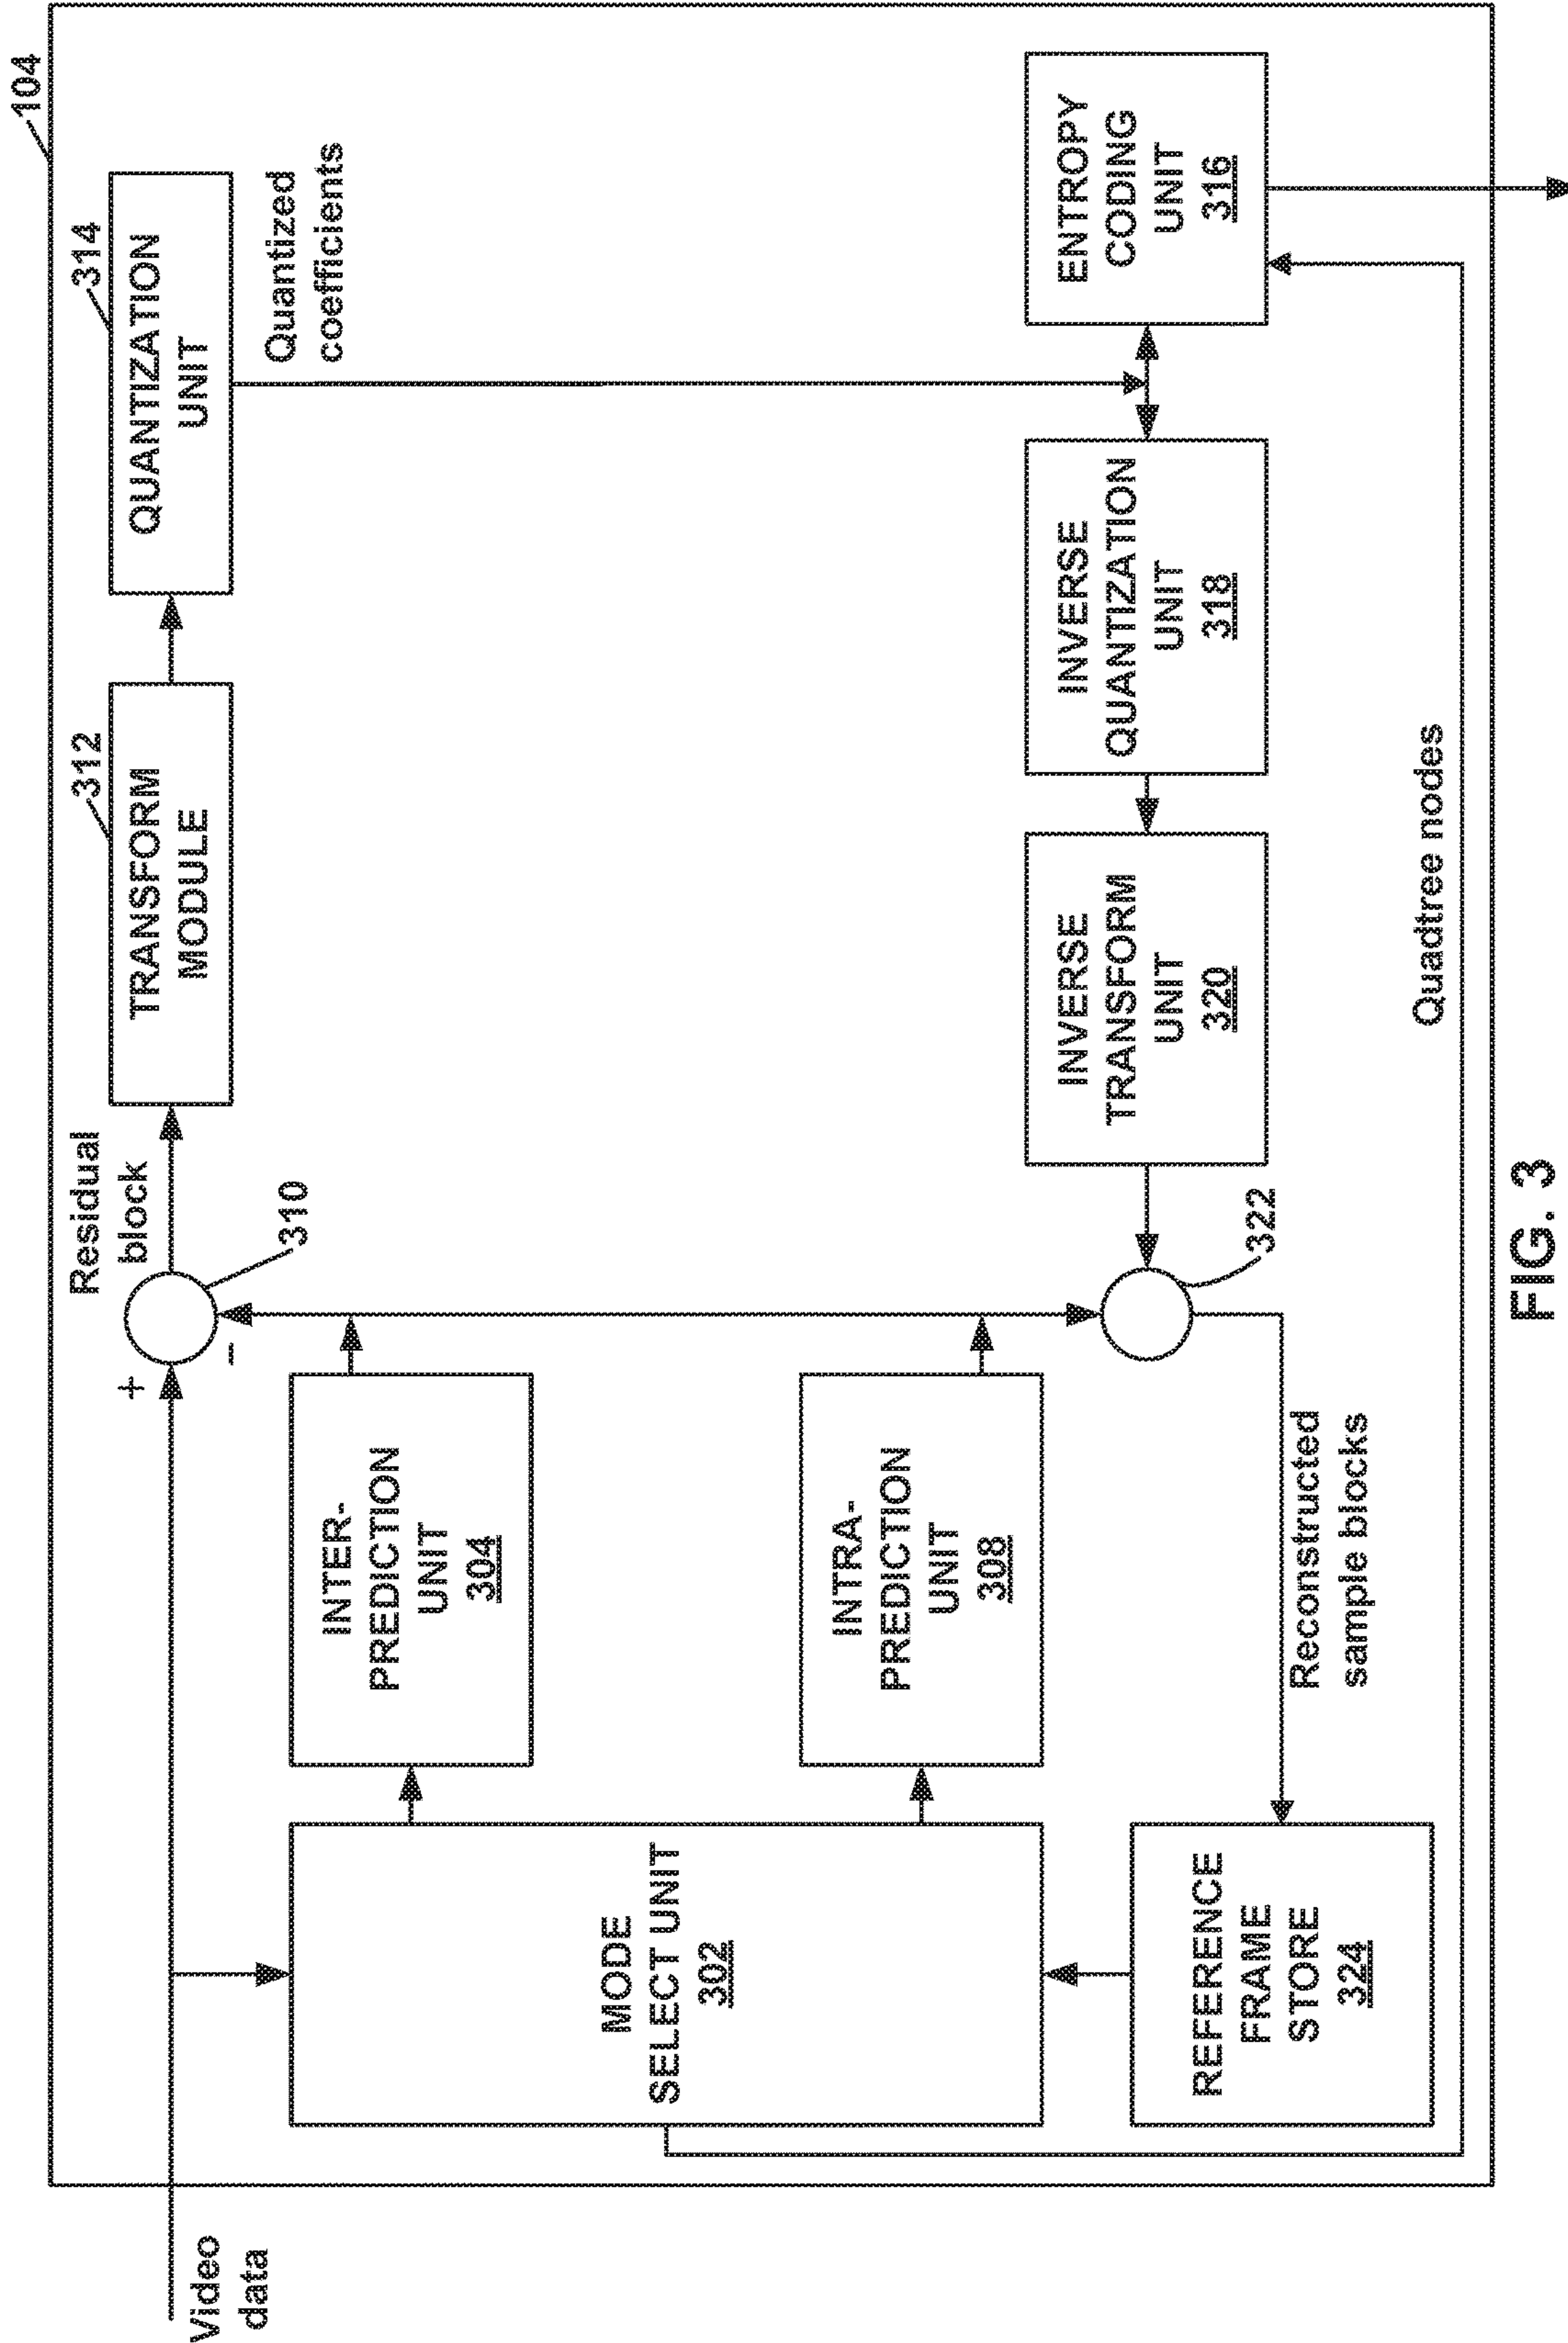 104
Video
data
+
–
Residual
block
310
312
TRANSFORM
MODULE
314
QUANTIZATION
UNIT
Quantized
coefficients
MODE
SELECT UNIT
302
INTER-
PREDICTION
UNIT
304
INTRA-
PREDICTION
UNIT
308
322
INVERSE
TRANSFORM
UNIT
320
INVERSE
QUANTIZATION
UNIT
318
ENTROPY
CODING
UNIT
316
REFERENCE
FRAME
STORE
324
Reconstructed
sample blocks
Quadtree nodes
FIG. 3